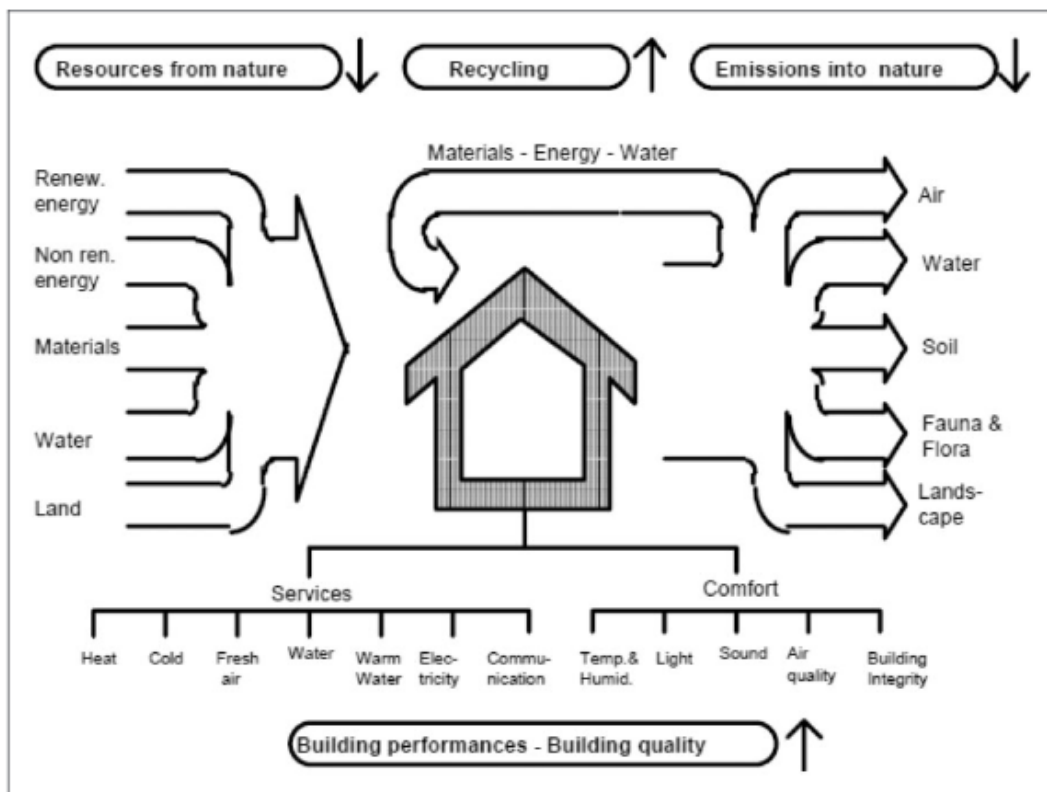 Resources from nature
Recycling
Emissions into nature
Materials - Energy - Water
Renew.
energy
Non ren.
energy
Materials
Water
Land
Air
Water
Soil
Fauna &
Flora
Lands-
cape
Services
Comfort
Heat
Cold
Fresh
air
Water
Warm
Water
Elec-
tricity
Commu-
nication
Temp.&
Humid.
Light
Sound
Air
quality
Building
Integrity
Building performances - Building quality